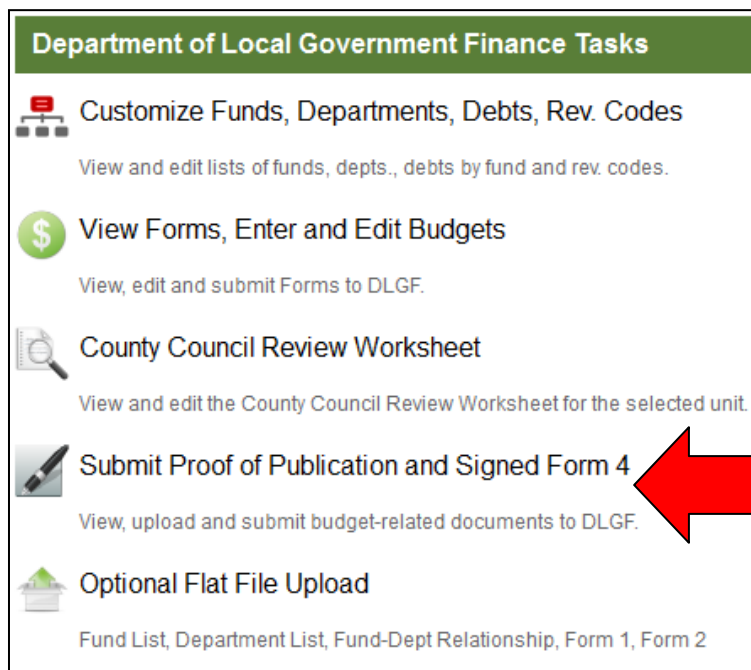 Department of Local Government Finance Tasks
Customize Funds, Departments, Debts, Rev. Codes
View and edit lists of funds, depts., debts by fund and rev. codes.
$
View Forms, Enter and Edit Budgets
View, edit and submit Forms to DLGF.
County Council Review Worksheet
View and edit the County Council Review Worksheet for the selected unit.
Submit Proof of Publication and Signed Form 4
View, upload and submit budget-related documents to DLGF.
Optional Flat File Upload
Fund List, Department List, Fund-Dept Relationship, Form 1, Form 2